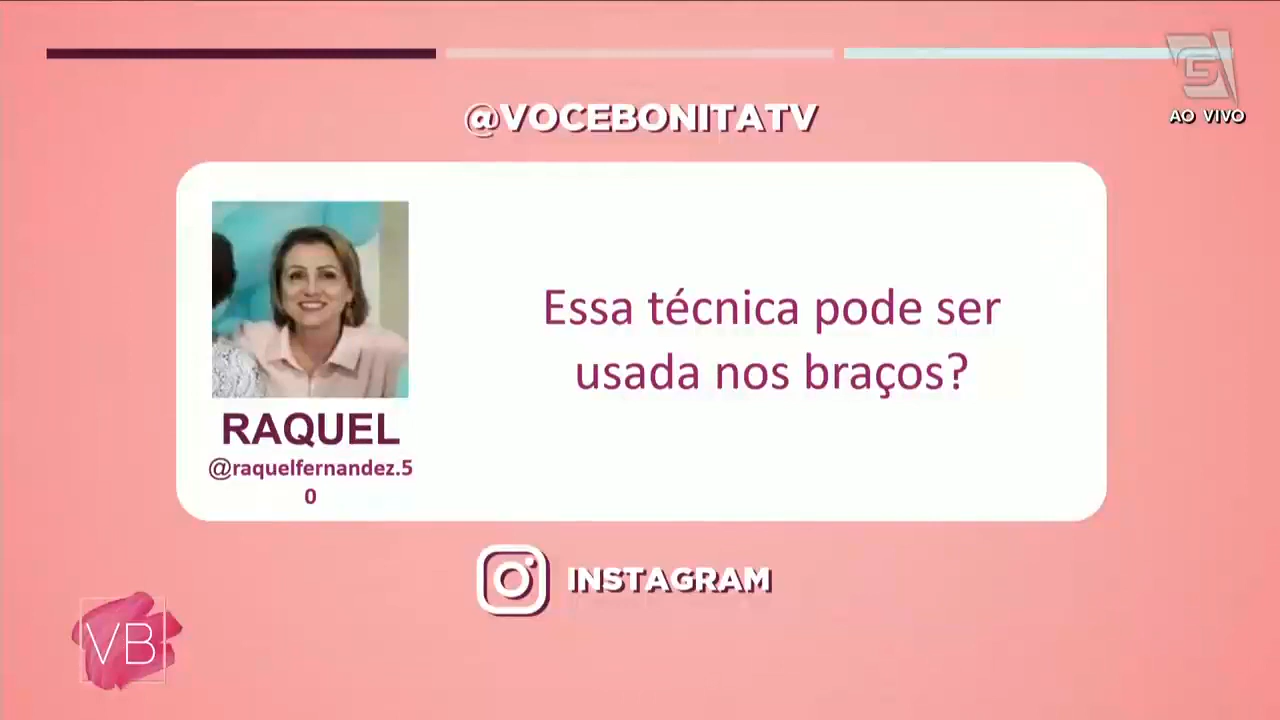 @VOCEBONITATV
G
AO VIVO
Essa técnica pode ser
usada nos braços?
RAQUEL
@raquelfernandez.5
0
INSTAGRAM
VB